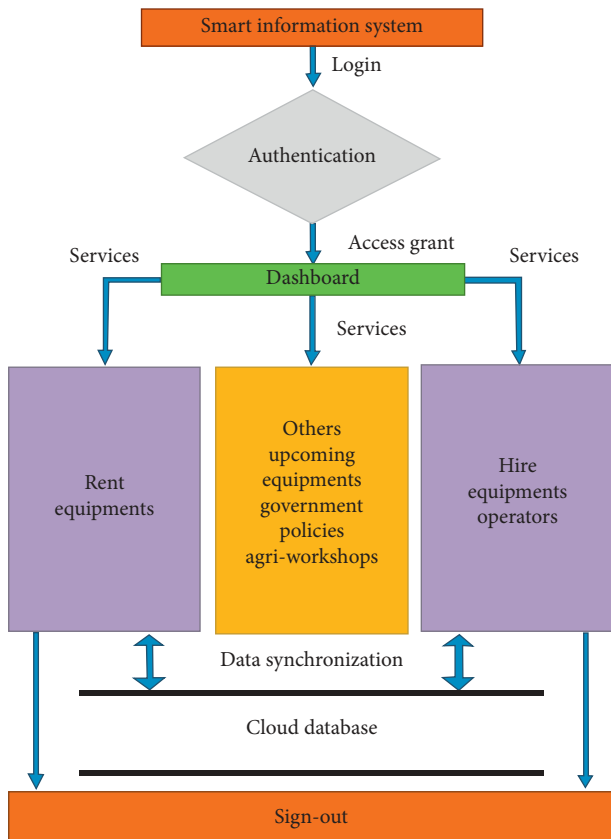 Smart information system
Login
Authentication
Access grant
Services
Services
Dashboard
Services
Rent
equipments
Others
upcoming
equipments
government
policies
agri-workshops
Hire
equipments
operators
Data synchronization
Cloud database
Sign-out